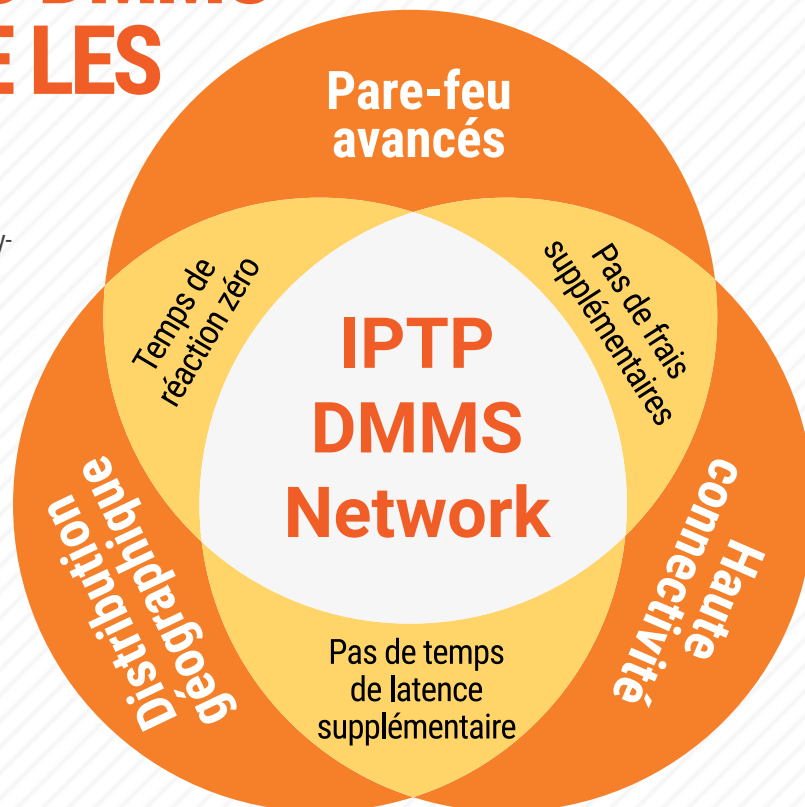 DMMS
LES
Pare-feu
avancés
Temps de
réaction zéro
Pas de frais
supplémentaires
IPTP
DMMS
Network
Distribution
géographique
Haute
connectivité
Pas de temps
de latence
supplémentaire